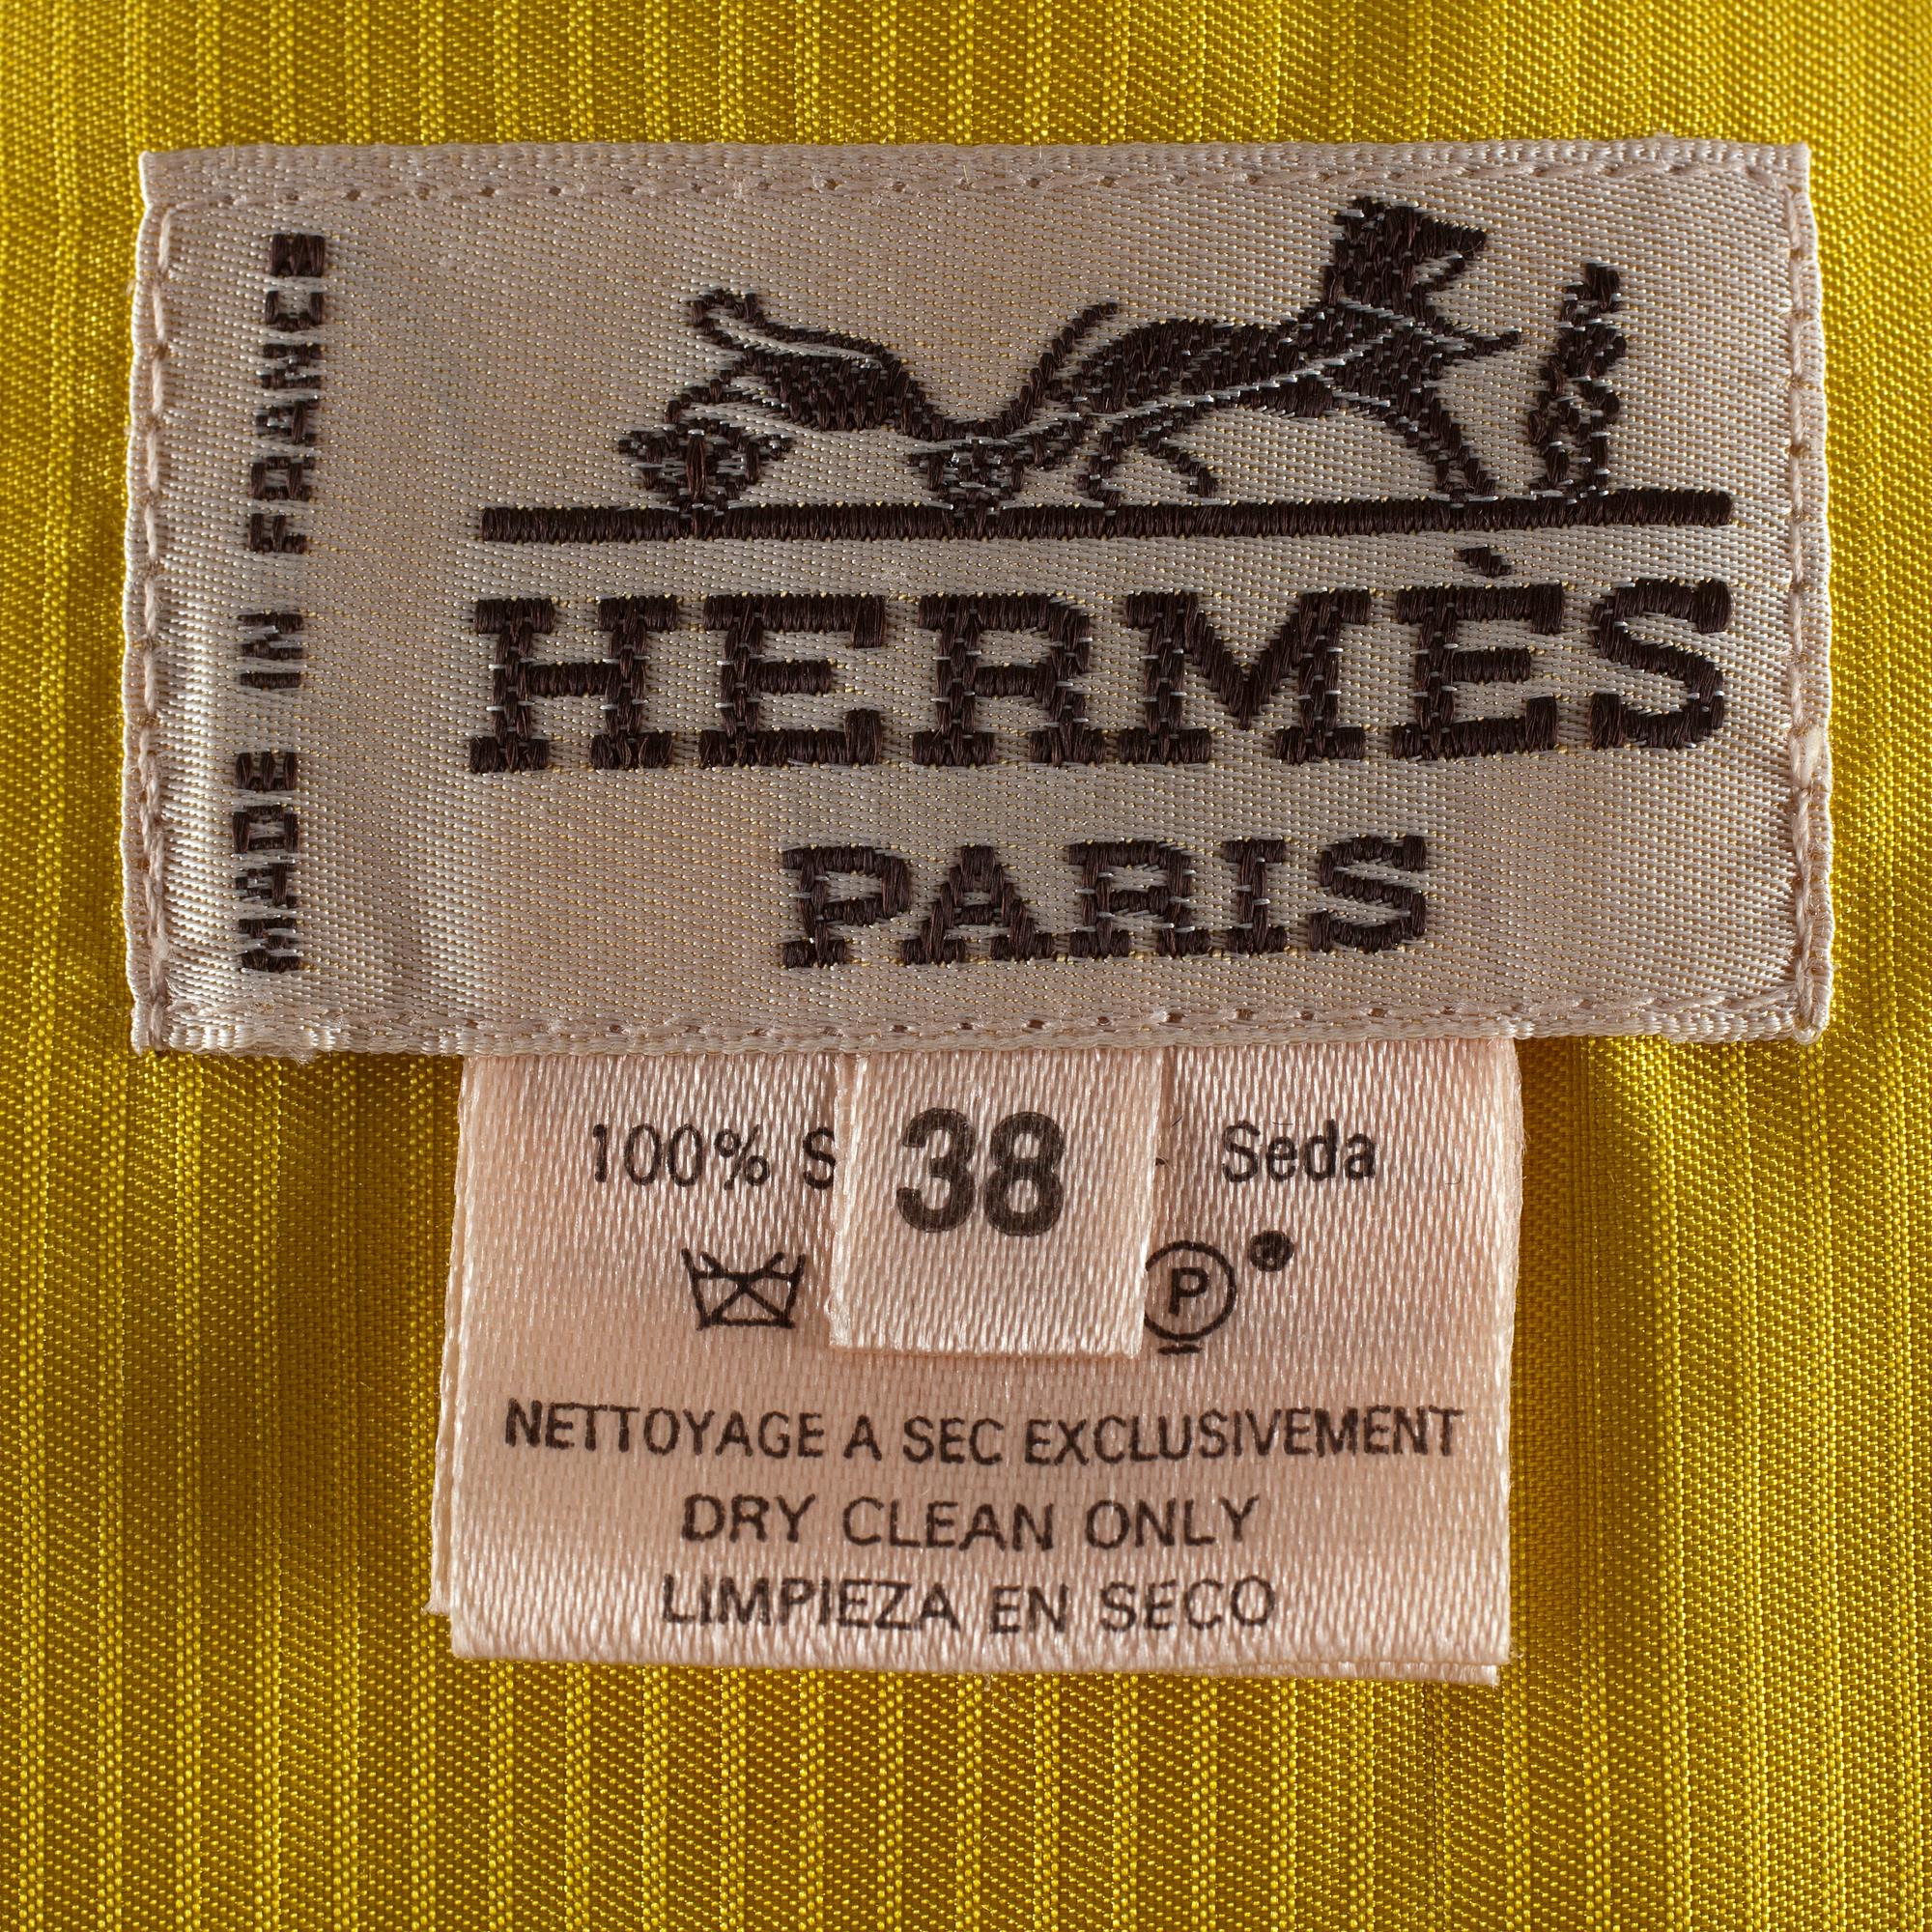 MADE IN FRANCE
HERMÈS
PARIS
38
100% Seda
P
NETTOYAGE A SEC EXCLUSIVEMENT
DRY CLEAN ONLY
LIMPIEZA EN SECO